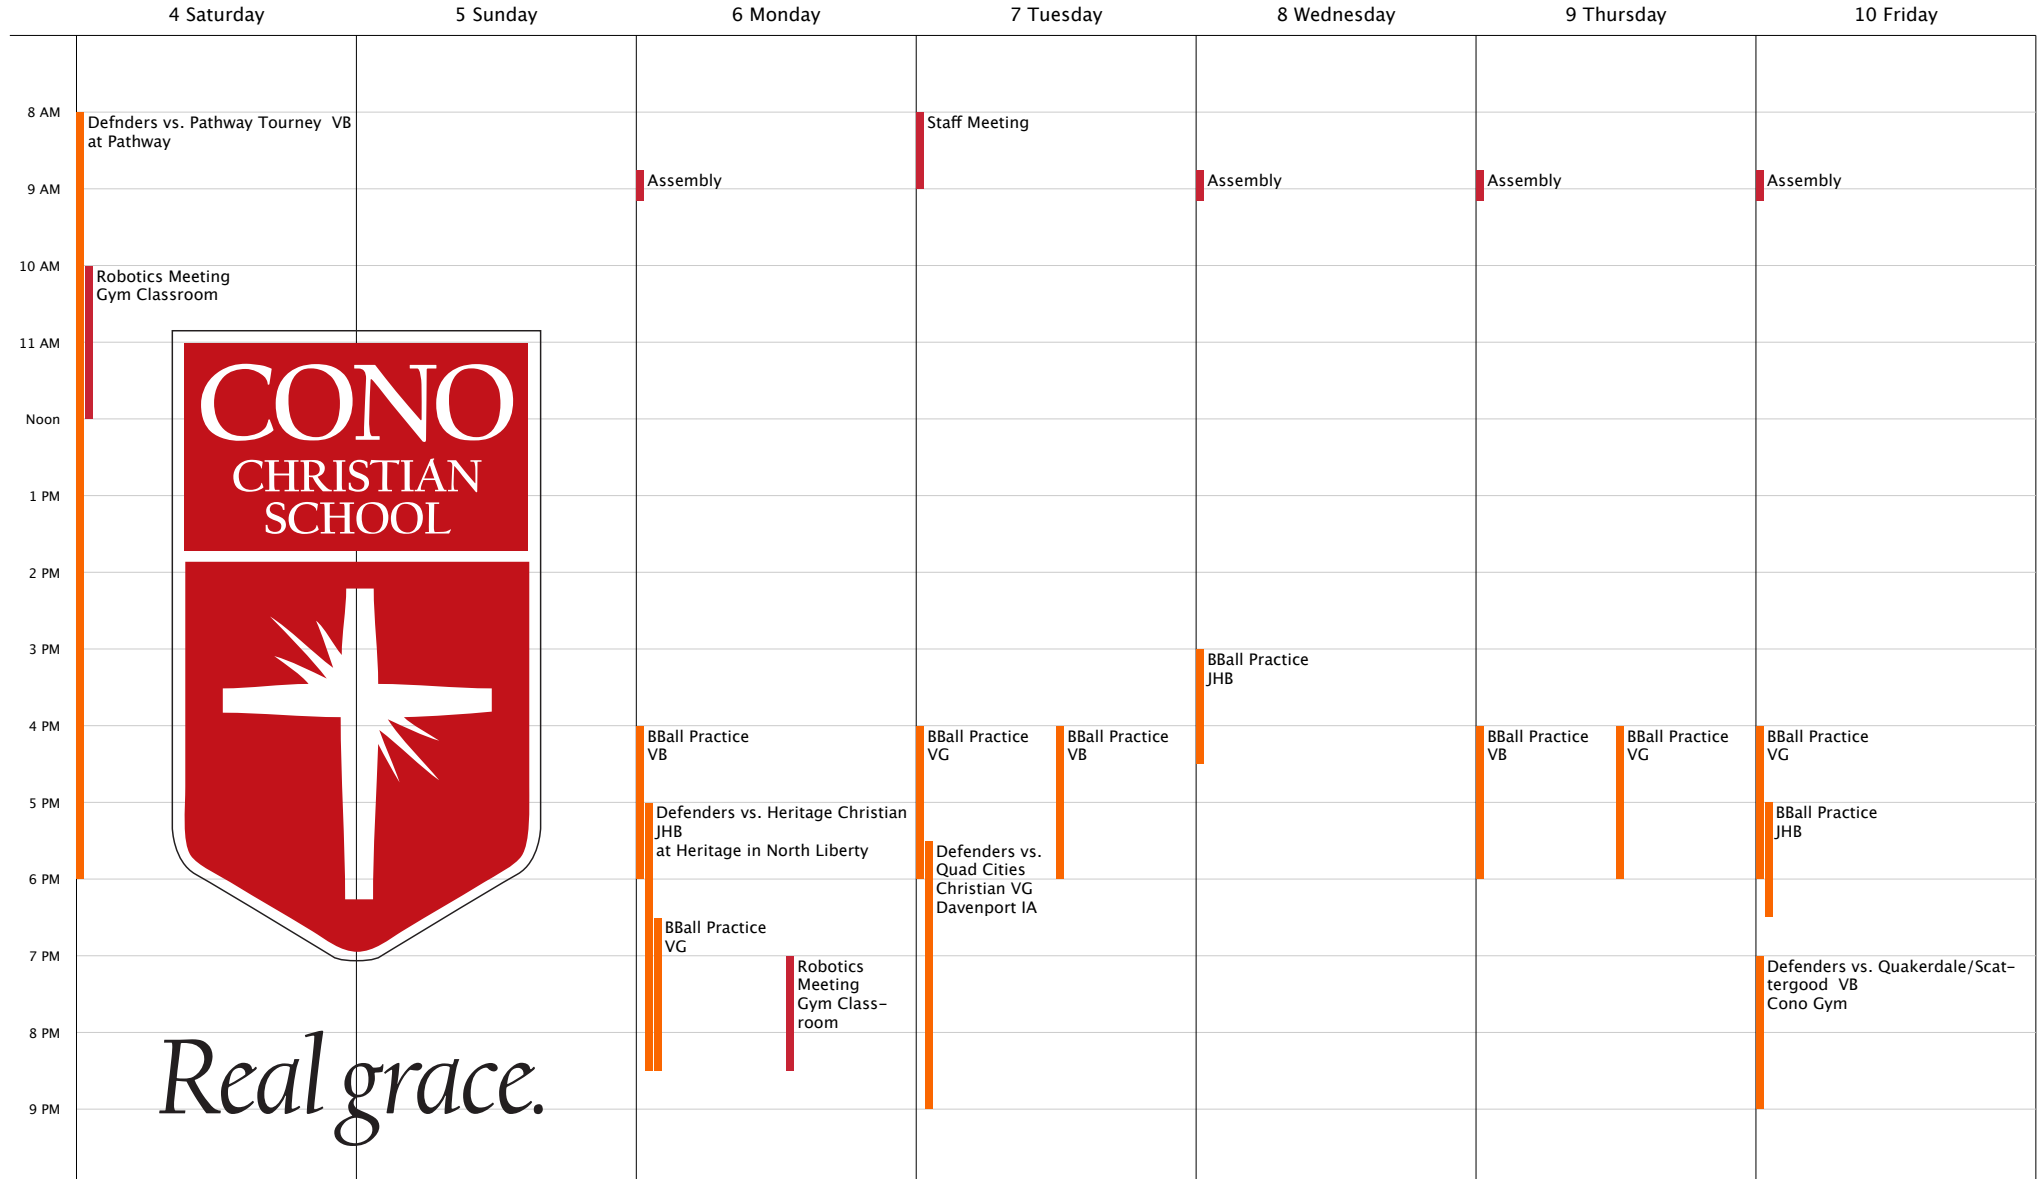 4 Saturday
5 Sunday
6 Monday
7 Tuesday
8 Wednesday
9 Thursday
10 Friday
8 AM
9 AM
10 AM
11 AM
Noon
1 PM
2 PM
3 PM
4 PM
5 PM
6 PM
7 PM
8 PM
9 PM
Defnders vs. Pathway Tourney  VB
at Pathway
Robotics Meeting
Gym Classroom
CONO
CHRISTIAN
SCHOOL
Real grace.
Assembly
BBall Practice
VB
Defenders vs. Heritage Christian
JHB
at Heritage in North Liberty
BBall Practice
VG
Robotics
Meeting
Gym Class-
room
Staff Meeting
BBall Practice
VG
BBall Practice
VB
Defenders vs.
Quad Cities
Christian VG
Davenport IA
Assembly
BBall Practice
JHB
Assembly
BBall Practice
VB
BBall Practice
VG
Assembly
BBall Practice
VG
BBall Practice
JHB
Defenders vs. Quakerdale/Scat-
tergood  VB
Cono Gym